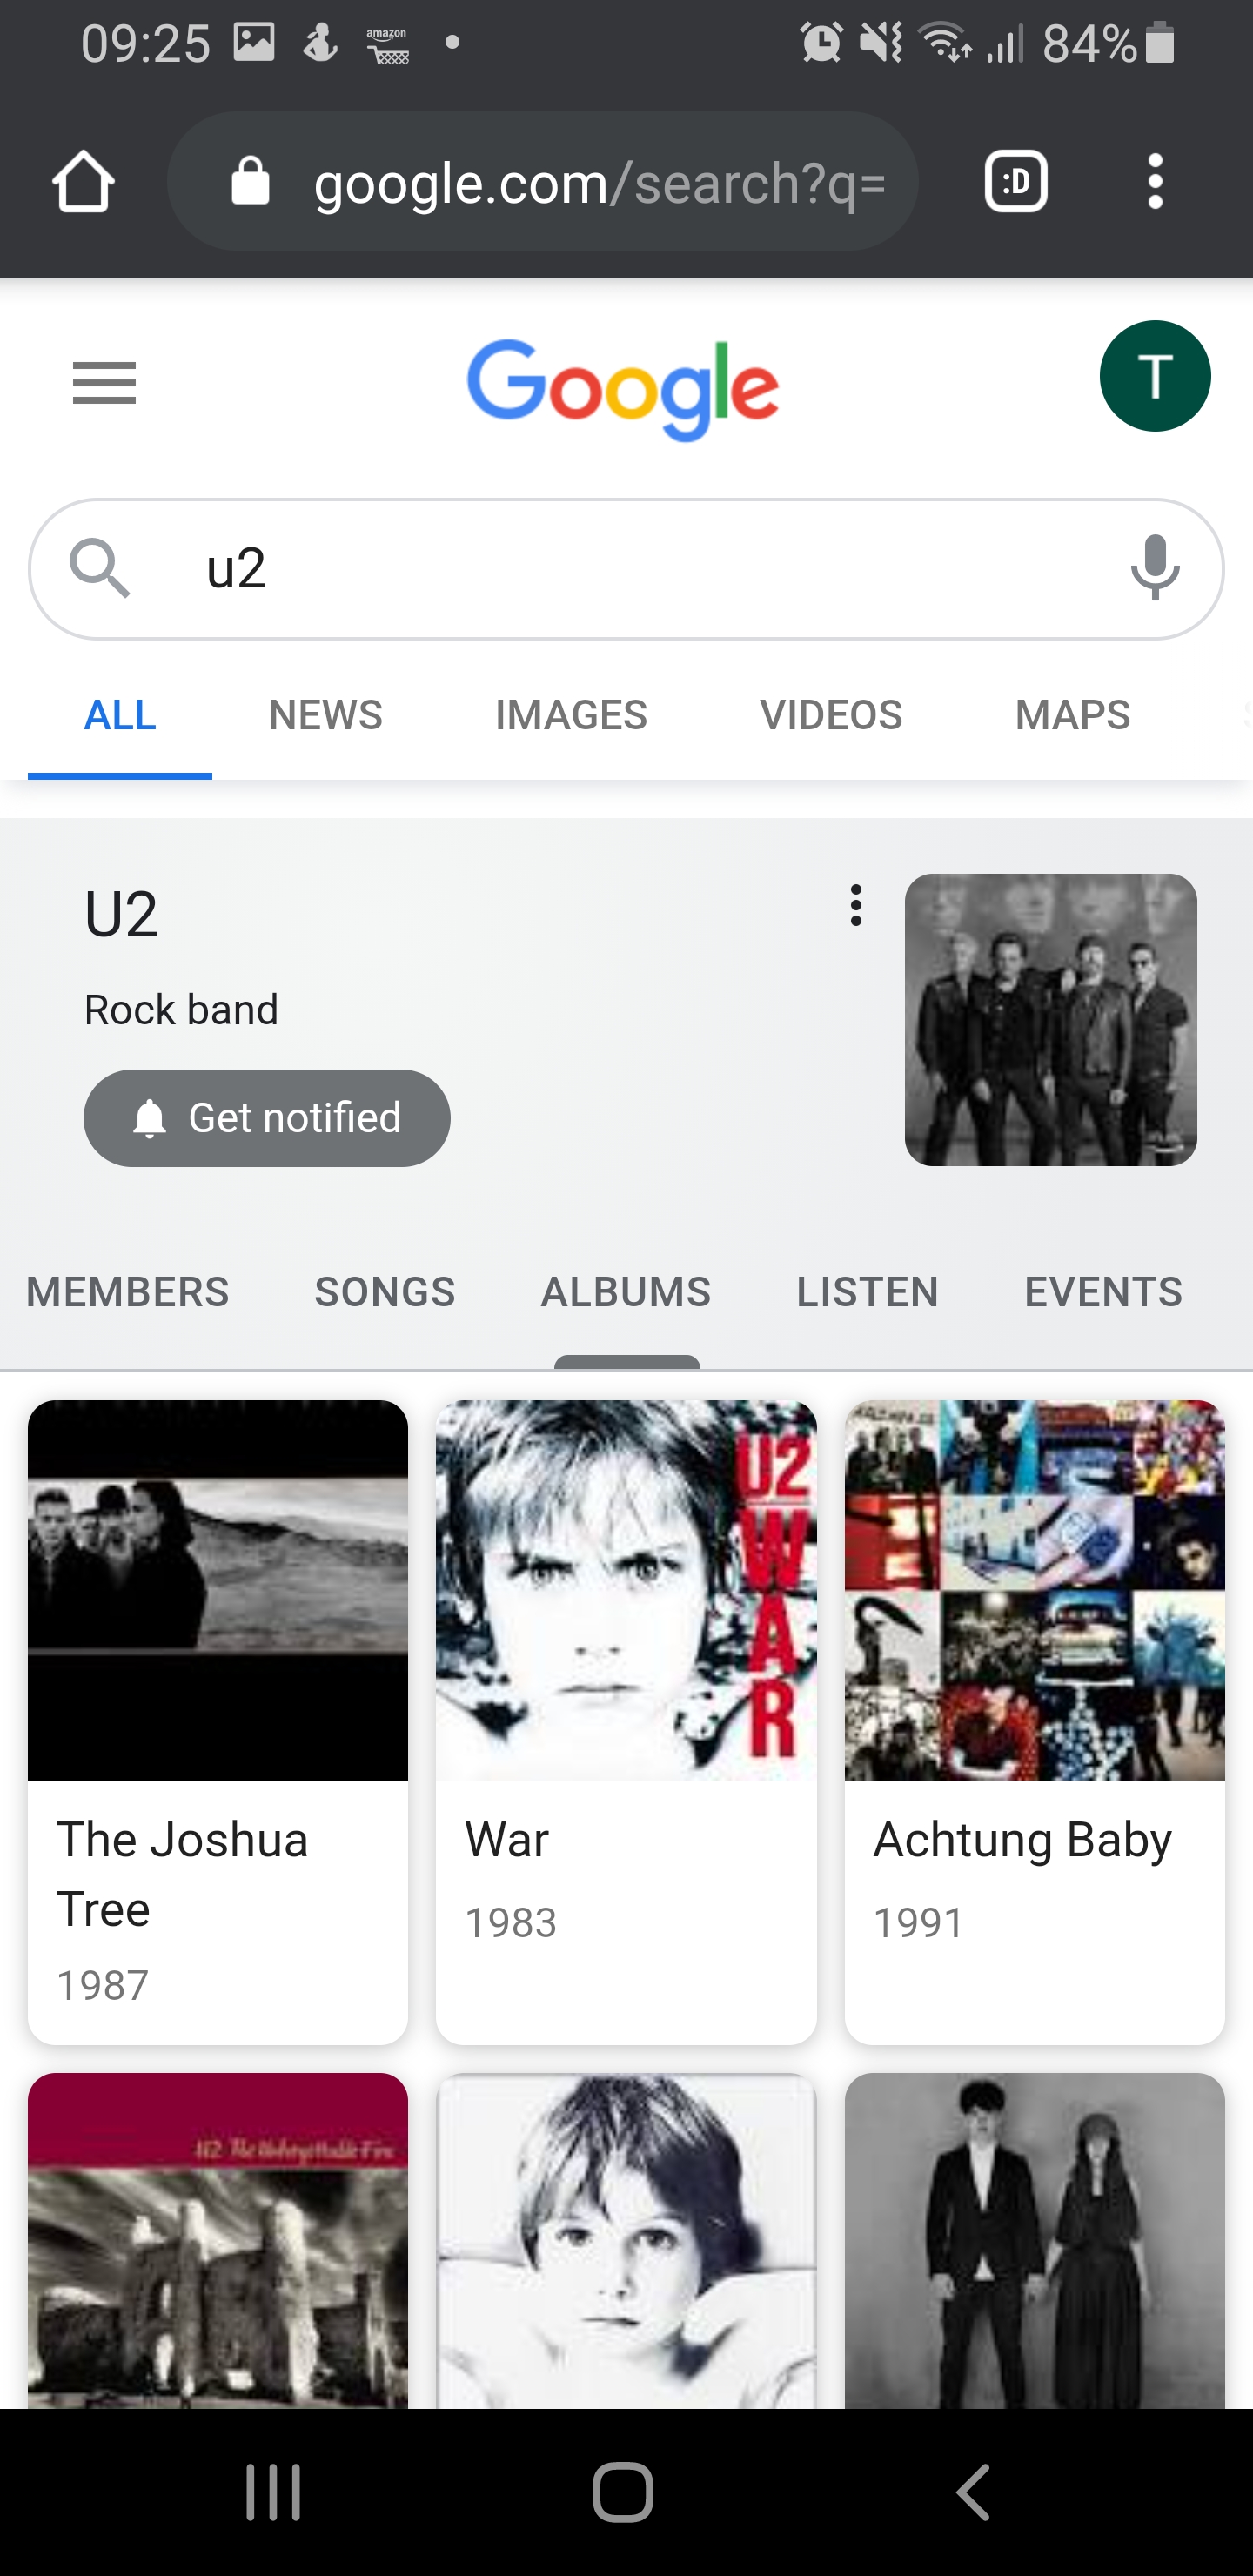 09:25 amazon 84%
google.com/search?q=
:D
Google
T
u2
ALL NEWS IMAGES VIDEOS MAPS
U2
Rock band
Get notified
MEMBERS SONGS ALBUMS LISTEN EVENTS
U2
WAR
The Joshua
Tree
1987
War
1983
Achtung Baby
1991
U2 The Unforgettable Fire